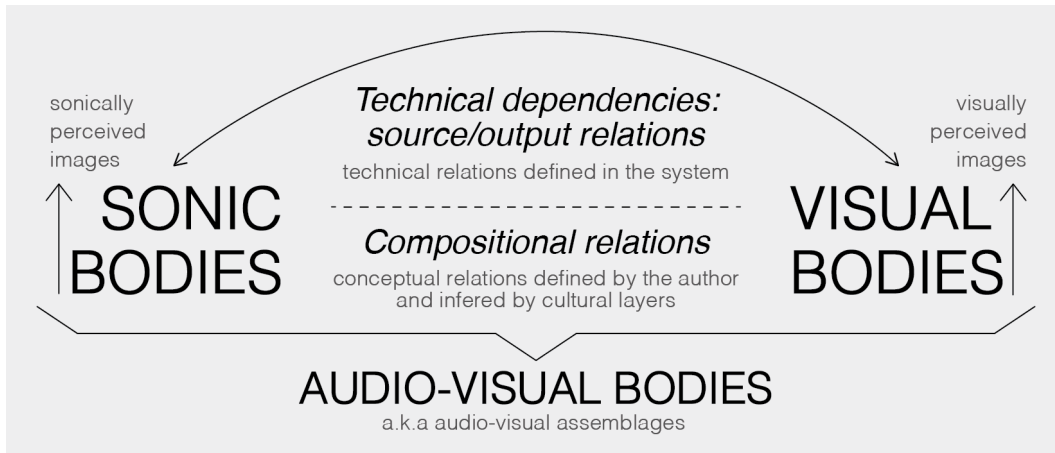 sonically
perceived
images
SONIC
BODIES
Technical dependencies:
source/output relations
technical relations defined in the system
Compositional relations
conceptual relations defined by the author
and infered by cultural layers
visually
perceived
images
VISUAL
BODIES
AUDIO-VISUAL BODIES
a.k.a audio-visual assemblages